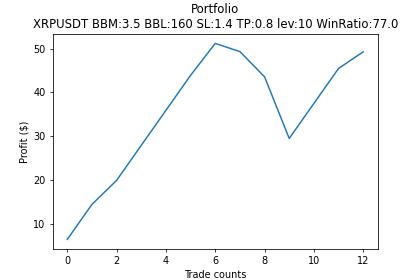 Portfolio
XRPUSDT BBM:3.5 BBL:160 SL:1.4 TP:0.8 lev:10 WinRatio:77.0
50
40
30
20
10
Profit ($)
0 2 4 6 8 10 12
Trade counts